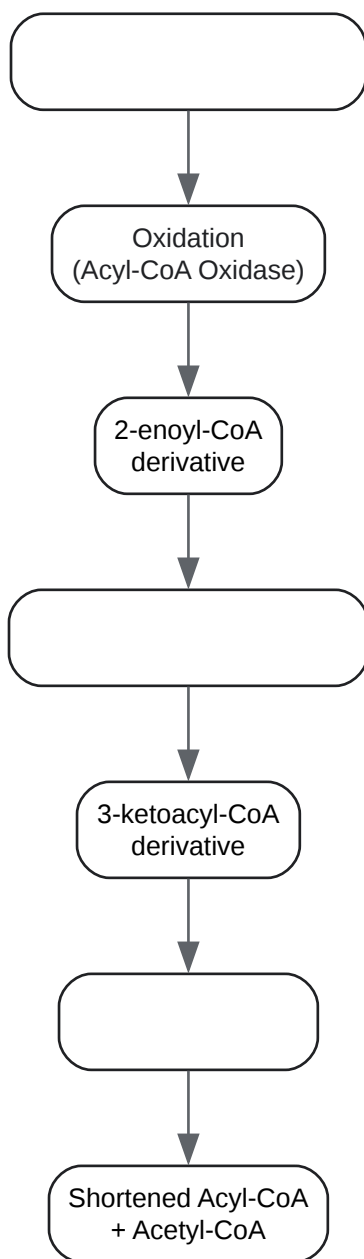 Oxidation
(Acyl-CoA Oxidase)
2-enoyl-CoA
derivative
3-ketoacyl-CoA
derivative
Shortened Acyl-CoA
+ Acetyl-CoA